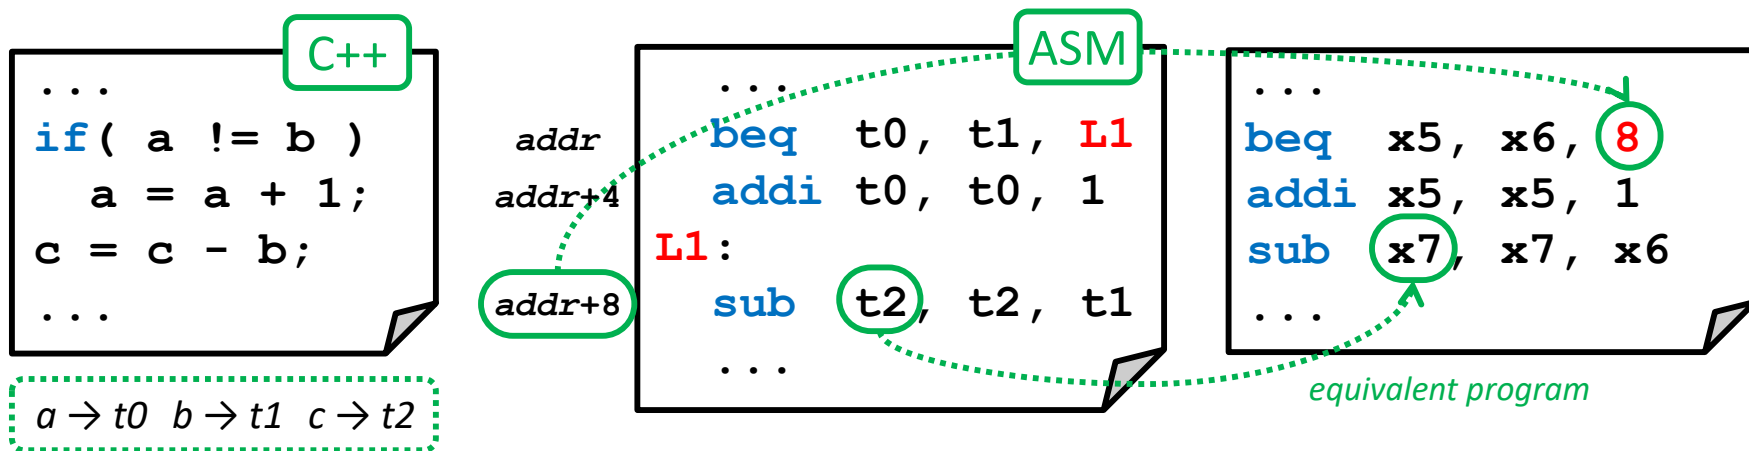 C++
...
if( a != b )
a = a + 1;
c = c - b;
...
a → t0 b → t1 c → t2
addr
addr+4
addr+8
ASM
...
beq t0, t1, L1
addi t0, t0, 1
L1:
sub t2, t2, t1
...
...
beq x5, x6, 8
addi x5, x5, 1
sub x7, x7, x6
...
equivalent program